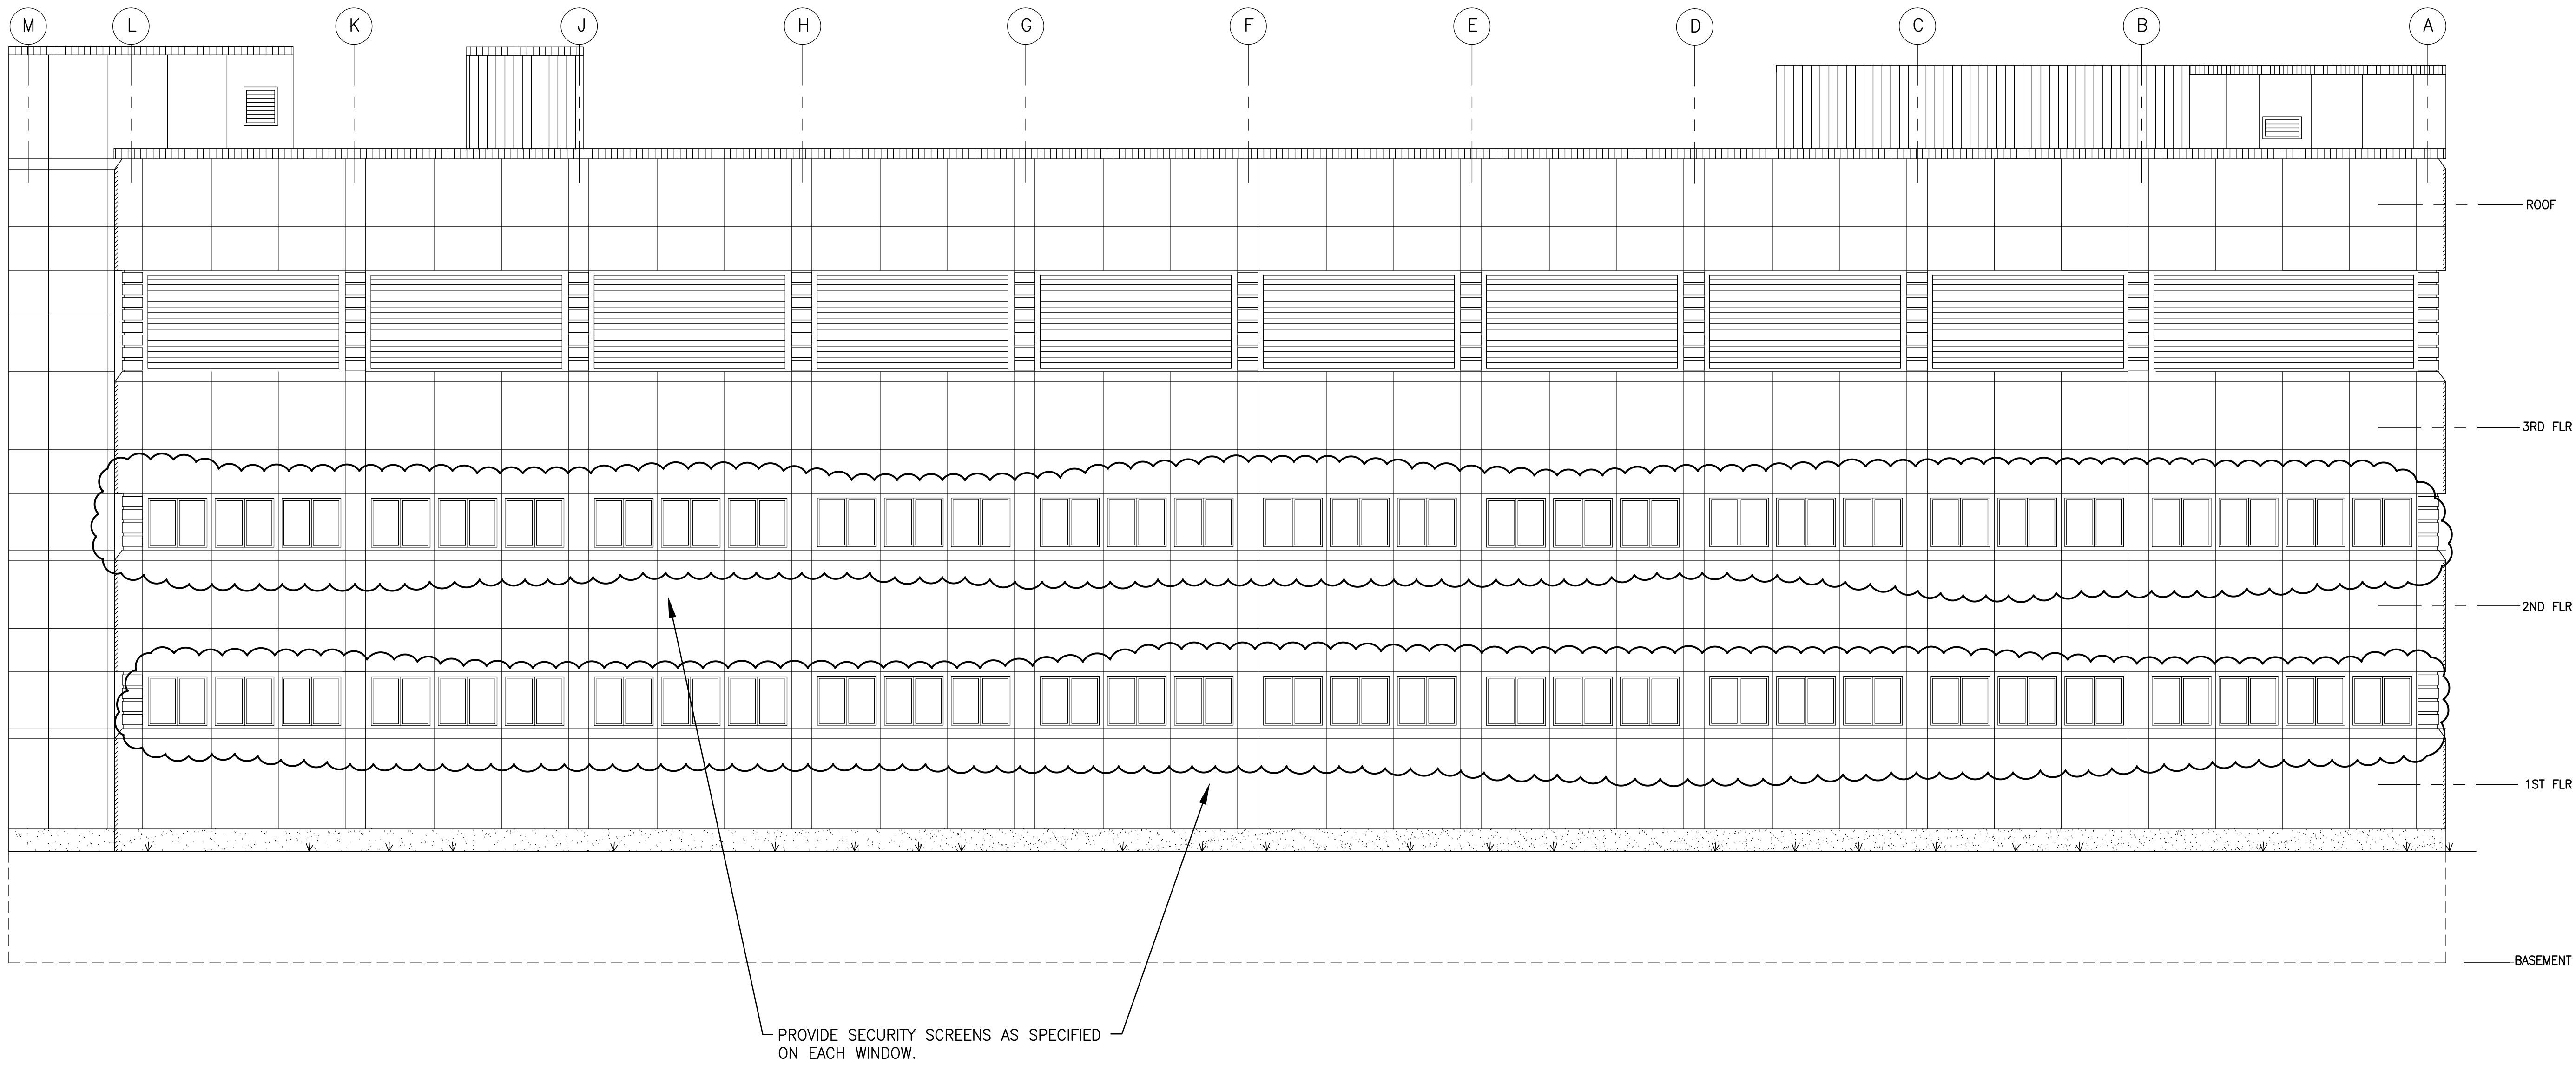 M L K J H G F E D C B A
ROOF
3RD FLR
2ND FLR
1ST FLR
BASEMENT
PROVIDE SECURITY SCREENS AS SPECIFIED
ON EACH WINDOW.